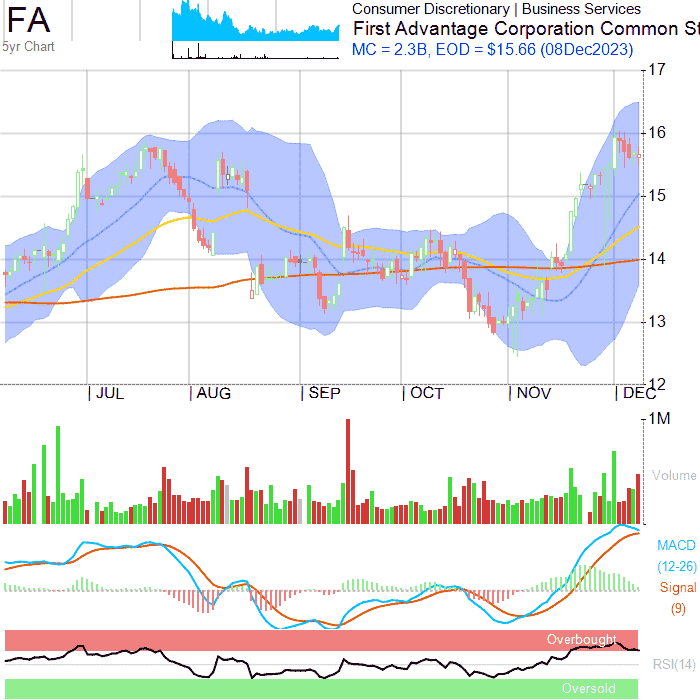 FA
5yr Chart
Consumer Discretionary | Business Services
First Advantage Corporation Common St
MC = 2.3B, EOD = $15.66 (08Dec2023)
17
16
15
14
13
12
JUL
AUG
SEP
OCT
NOV
DEC
1M
Volume
MACD
(12-26)
Signal
(9)
Overbought
RSI(14)
Oversold